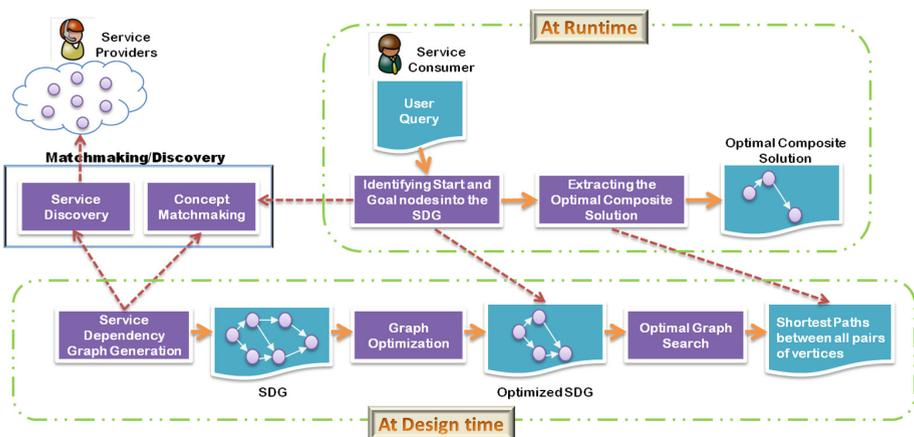 At Runtime
Service
Providers
Service
Consumer
User
Query
Matchmaking/Discovery
Optimal Composite
Solution
Service
Discovery
Concept
Matchmaking
Identifying Start and
Goal nodes into the
SDG
Extracting the
Optimal Composite
Solution
Service
Dependency
Graph Generation
SDG
Graph
Optimization
Optimized SDG
Optimal Graph
Search
Shortest Paths
between all pairs
of vertices
At Design time